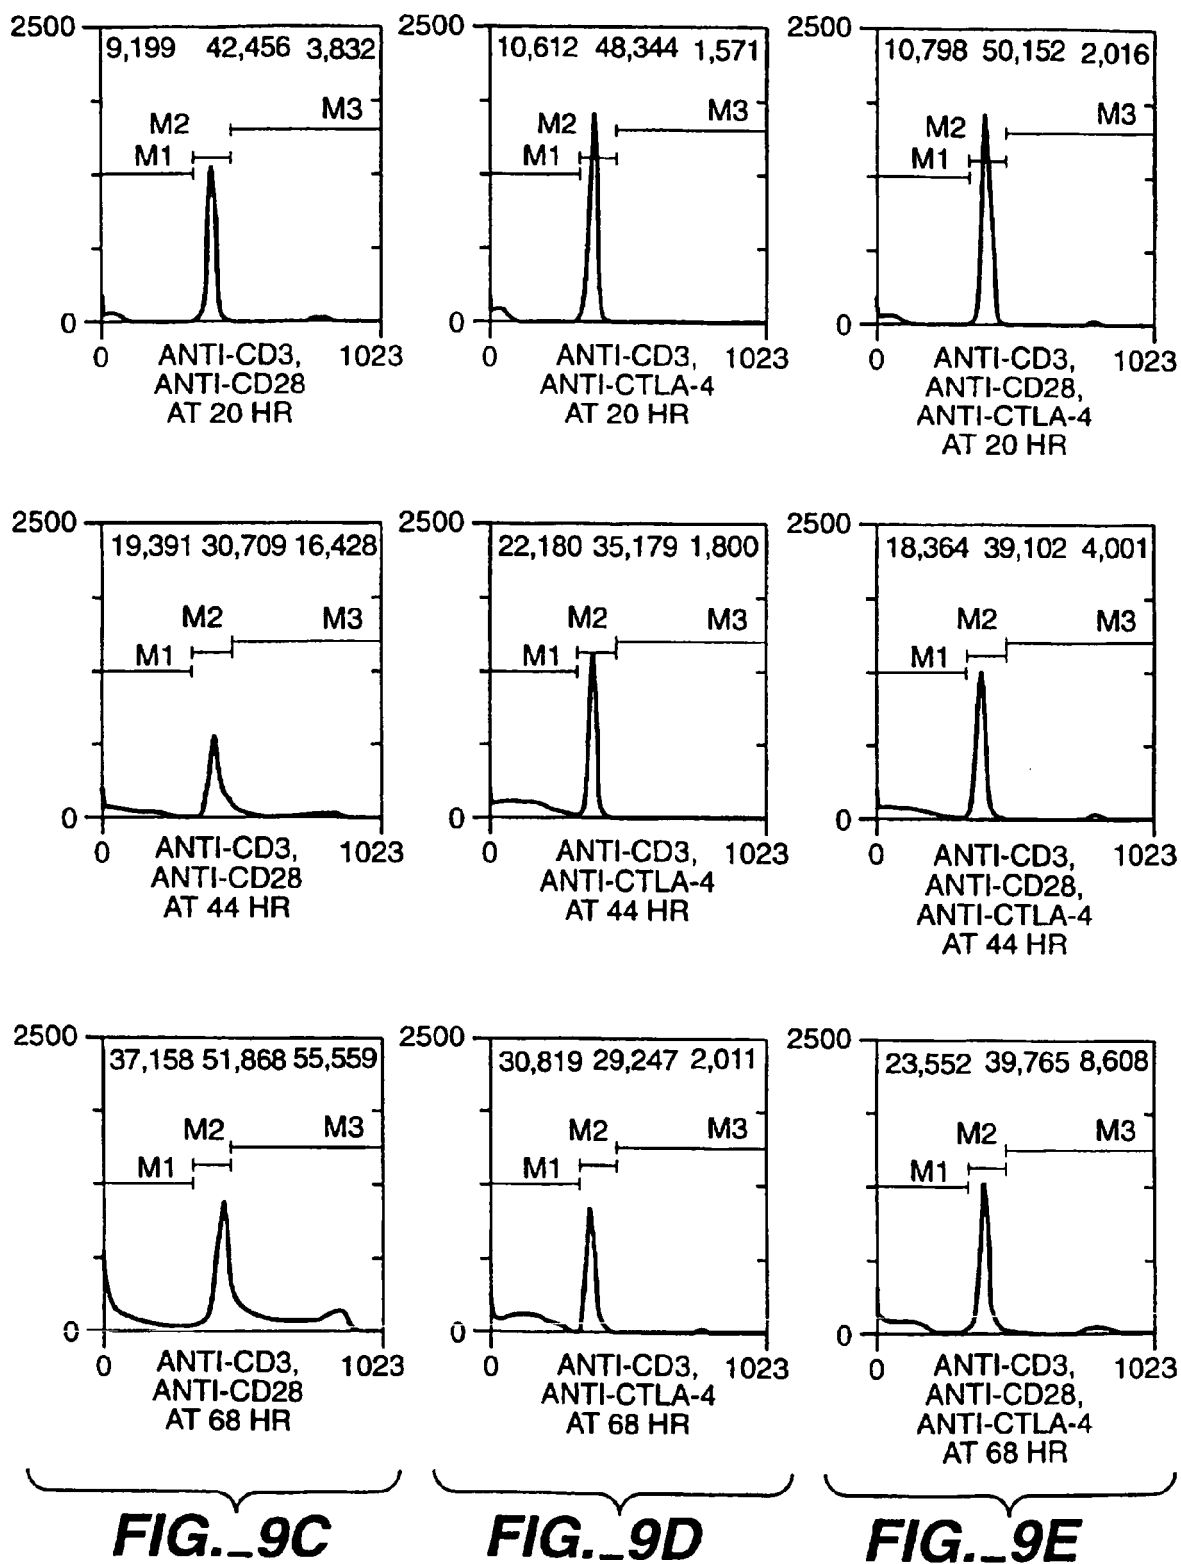 2500
9,199 42,456 3,832
M3
M2
M1
0
0 ANTI-CD3, 1023
ANTI-CD28
AT 20 HR
10,612 48,344 1,571
M3
M2
M1
0
0 ANTI-CD3, 1023
ANTI-CTLA-4
AT 20 HR
2500
2500
10,798 50,152 2,016
M3
M2
M1
0
0 ANTI-CD3, 1023
ANTI-CD28,
ANTI-CTLA-4
AT 20 HR
2500
19,391 30,709 16,428
M2 M3
M1
0
0 ANTI-CD3, 1023
ANTI-CD28
AT 44 HR
2500
22,180 35,179 1,800
M2 M3
M1
0
0 ANTI-CD3, 1023
ANTI-CTLA-4
AT 44 HR
2500
18,364 39,102 4,001
M2 M3
M1
0
0 ANTI-CD3, 1023
ANTI-CD28,
ANTI-CTLA-4
AT 44 HR
2500
37,158 51,868 55,559
M2 M3
M1
0
0 ANTI-CD3, 1023
ANTI-CD28
AT 68 HR
2500
30,819 29,247 2,011
M2 M3
M1
0
0 ANTI-CD3, 1023
ANTI-CTLA-4
AT 68 HR
2500
23,552 39,765 8,608
M2 M3
M1
0
0 ANTI-CD3, 1023
ANTI-CD28,
ANTI-CTLA-4
AT 68 HR
FIG._9C FIG._9D FIG._9E